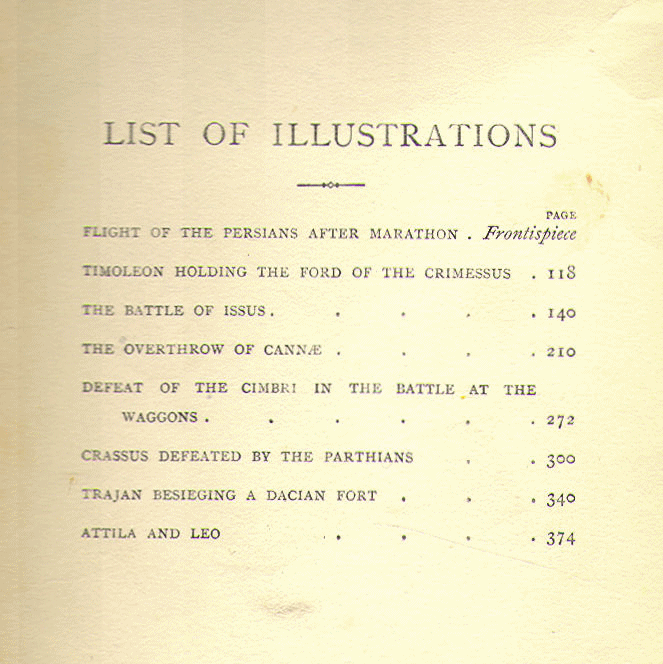 LIST OF ILLUSTRATIONS
PAGE
FLIGHT OF THE PERSIANS AFTER MARATHON . Frontispiece
TIMOLEON HOLDING THE FORD OF THE CRIMESSUS . 118
THE BATTLE OF ISSUS . . . . . 140
THE OVERTHROW OF CANNÆ . . . . 210
DEFEAT OF THE CIMBRI IN THE BATTLE AT THE
WAGGONS . . . . . . 272
CRASSUS DEFEATED BY THE PARTHIANS . . 300
TRAJAN BESIEGING A DACIAN FORT . . . 340
ATTILA AND LEO . . . . 374